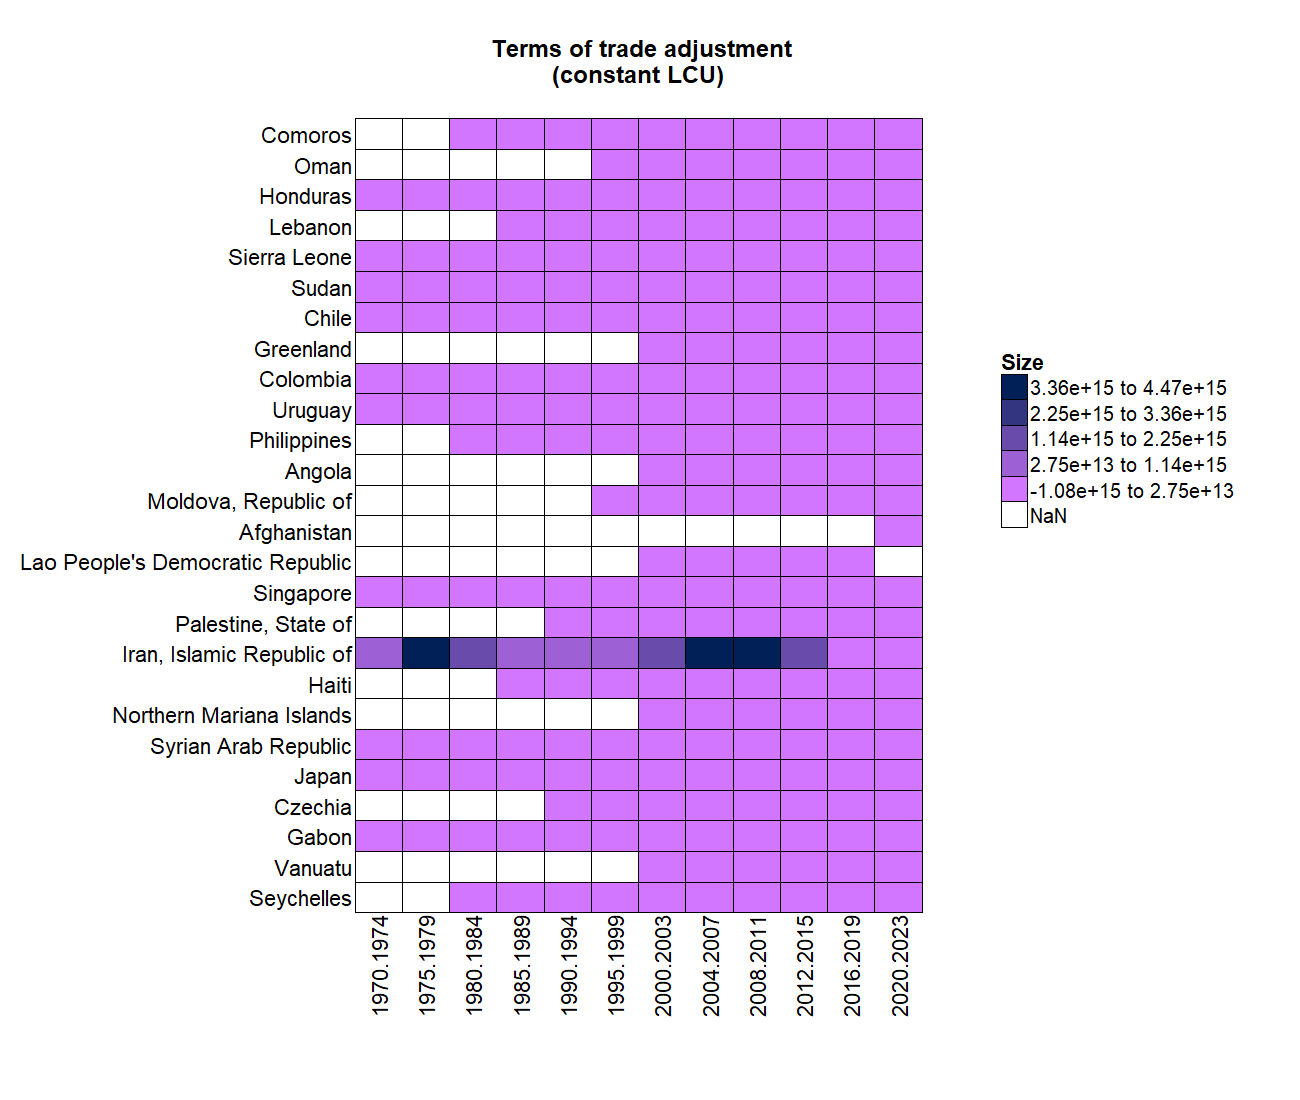 Terms of trade adjustment
(constant LCU)
Comoros
Oman
Honduras
Lebanon
Sierra Leone
Sudan
Chile
Greenland
Colombia
Uruguay
Philippines
Angola
Moldova, Republic of
Afghanistan
Lao People's Democratic Republic
Singapore
Palestine, State of
Iran, Islamic Republic of
Haiti
Northern Mariana Islands
Syrian Arab Republic
Japan
Czechia
Gabon
Vanuatu
Seychelles
1970.1974
1975.1979
1980.1984
1985.1989
1990.1994
1995.1999
2000.2003
2004.2007
2008.2011
2012.2015
2016.2019
2020.2023
Size
3.36e+15 to 4.47e+15
2.25e+15 to 3.36e+15
1.14e+15 to 2.25e+15
2.75e+13 to 1.14e+15
-1.08e+15 to 2.75e+13
NaN